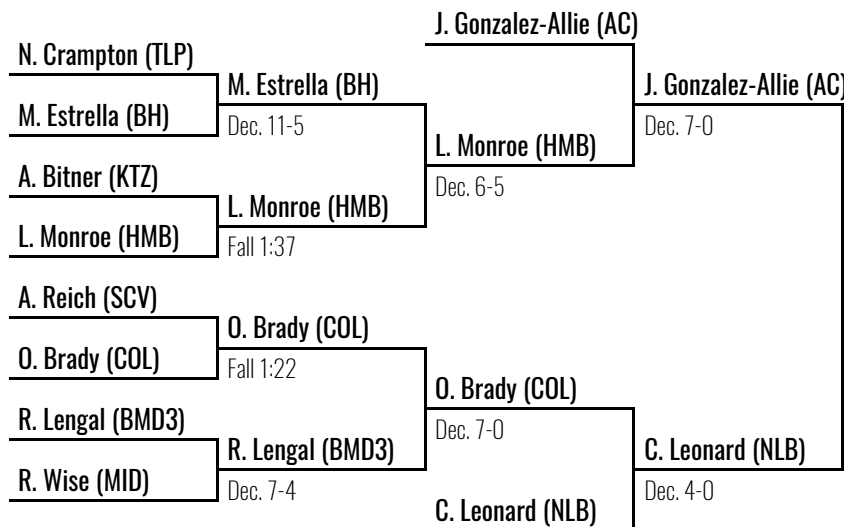 J. Gonzalez-Allie (AC)
N. Crampton (TLP)
M. Estrella (BH)
J. Gonzalez-Allie (AC)
M. Estrella (BH)
Dec. 11-5
Dec. 7-0
L. Monroe (HMB)
A. Bitner (KTZ)
Dec. 6-5
L. Monroe (HMB)
L. Monroe (HMB)
Fall 1:37
A. Reich (SCV)
O. Brady (COL)
O. Brady (COL)
Fall 1:22
O. Brady (COL)
R. Lengal (BMD3)
Dec. 7-0
R. Lengal (BMD3)
C. Leonard (NLB)
R. Wise (MID)
Dec. 7-4
Dec. 4-0
C. Leonard (NLB)